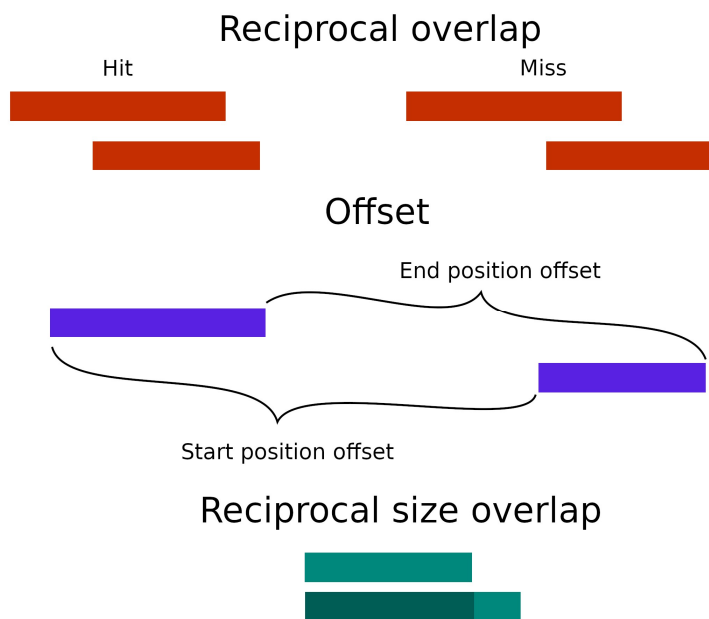 Reciprocal overlap
Hit
Miss
Offset
End position offset
Start position offset
Reciprocal size overlap